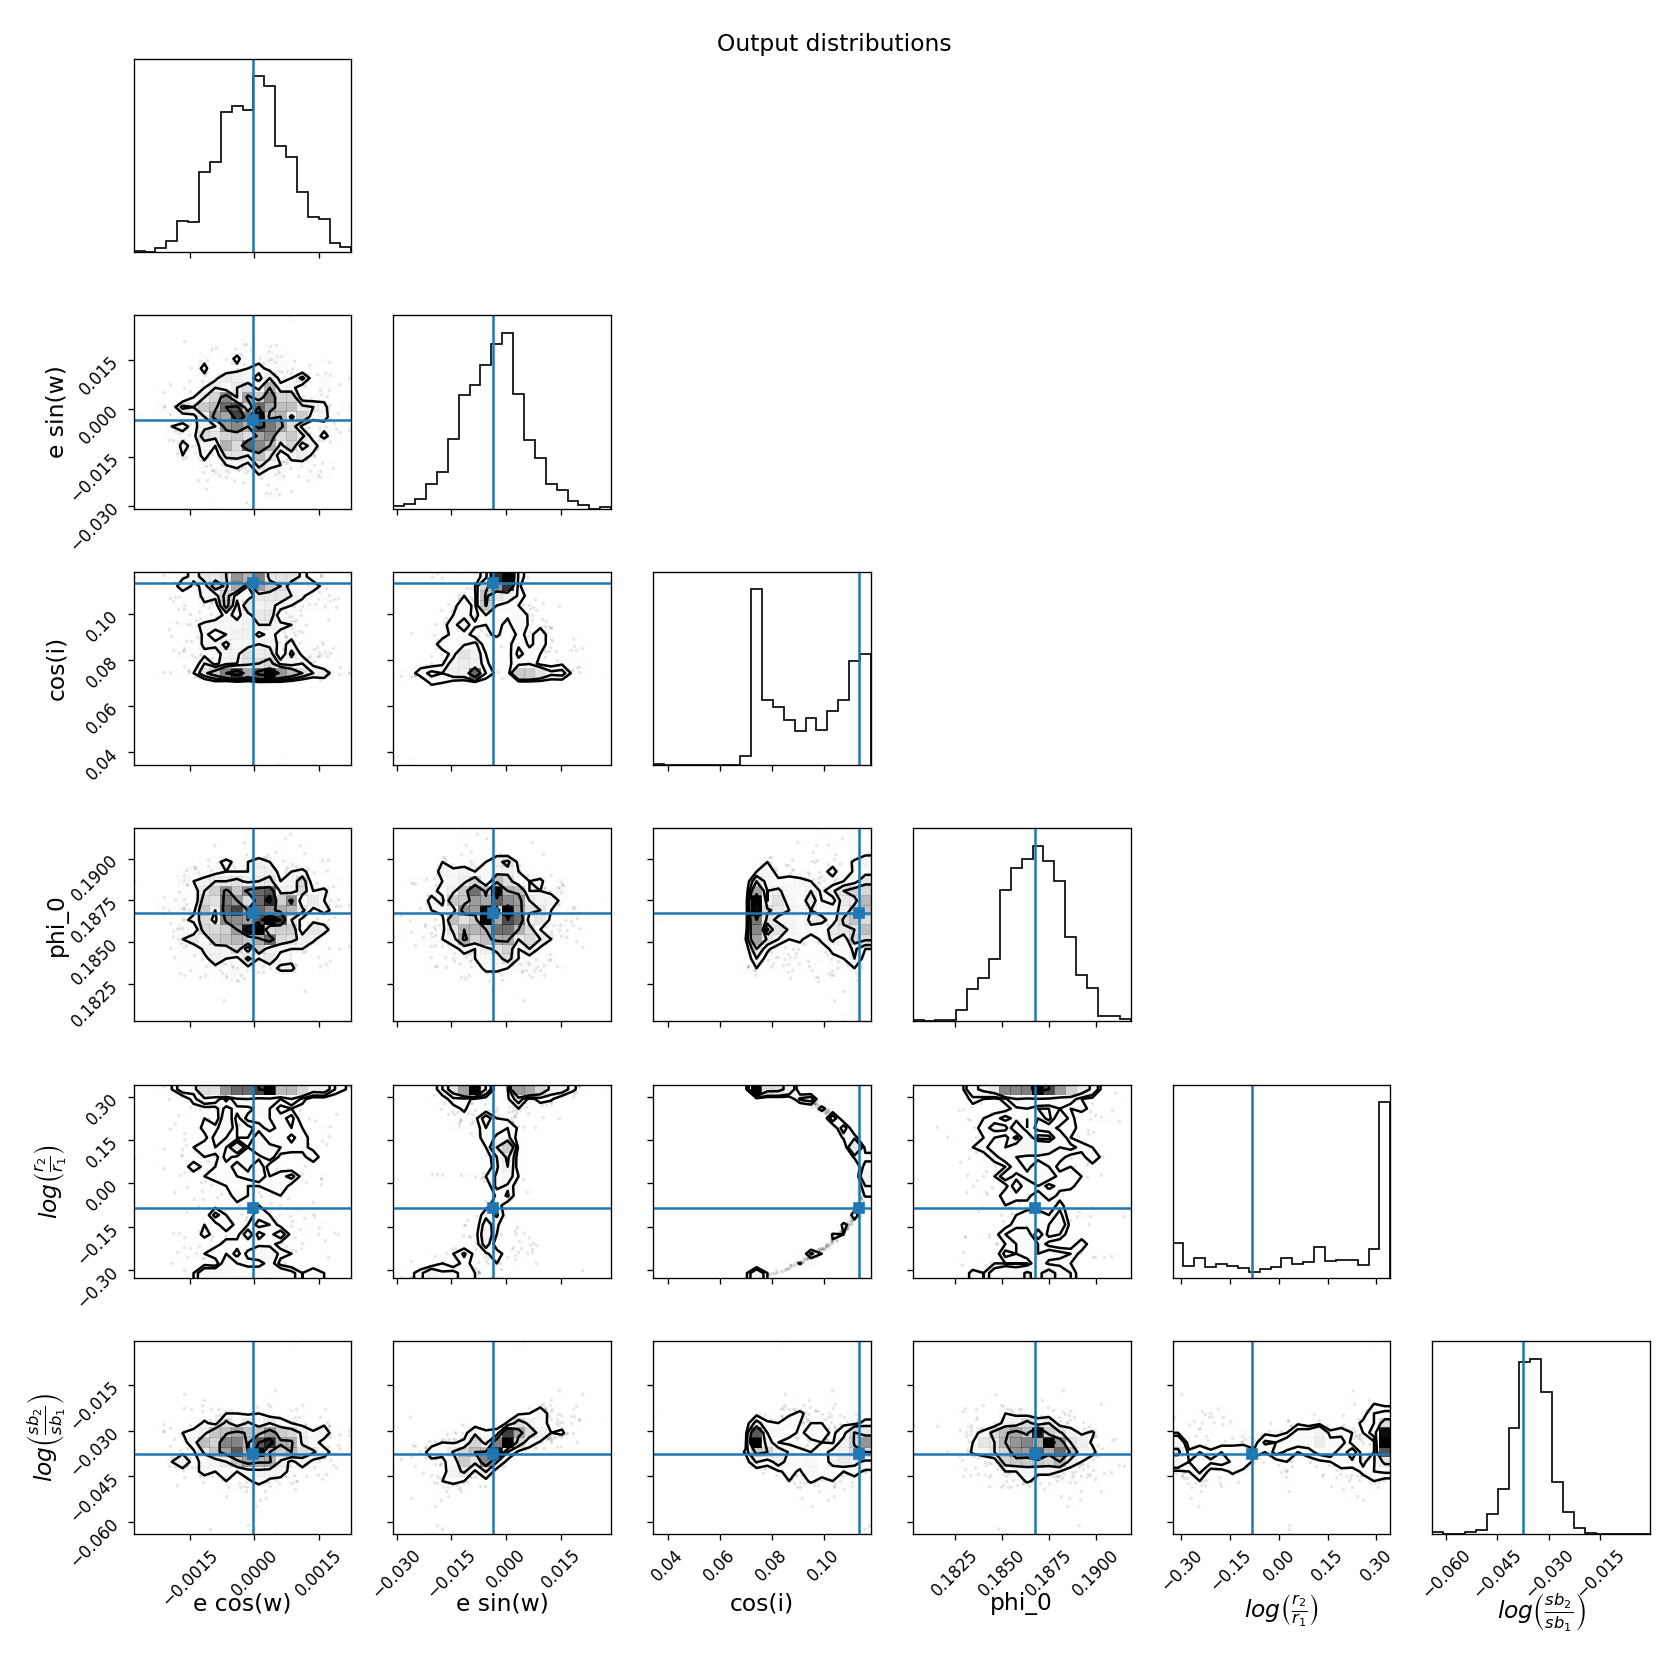 Output distributions
e sin(w)
0.015
0.000
−0.015
−0.030
cos(i)
0.10
0.08
0.06
0.04
phi_0
0.1900
0.1875
0.1850
0.1825
log(r₂/r₁)
0.30
0.15
0.00
−0.15
−0.30
log(sb₂/sb₁)
−0.015
−0.030
−0.045
−0.060
−0.0015 0.0000 0.0015
−0.030 −0.015 0.000 0.015
0.04 0.06 0.08 0.10
0.1825 0.1850 0.1875 0.1900
−0.30 −0.15 0.00 0.15 0.30
−0.060 −0.045 −0.030 −0.015
e cos(w) e sin(w) cos(i) phi_0 log(r₂/r₁) log(sb₂/sb₁)